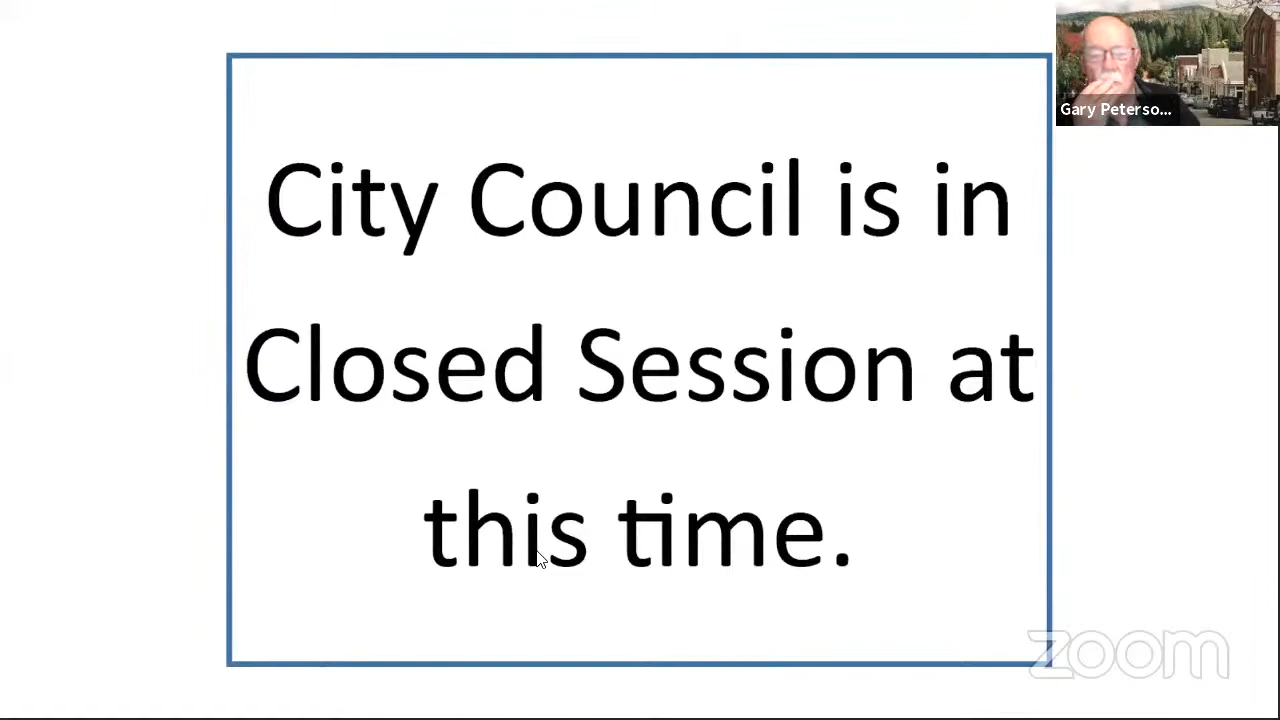 City Council is in
Closed Session at
this time.
Gary Peterso...
zoom